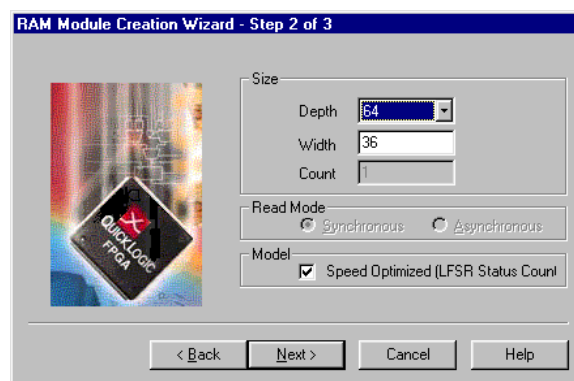 RAM Module Creation Wizard - Step 2 of 3
Size
Depth 64
Width 36
Count 1
Read Mode
Synchronous Asynchronous
Model
Speed Optimized (LFSR Status Count
QUICKLOGIC
FPGA
< Back Next > Cancel Help